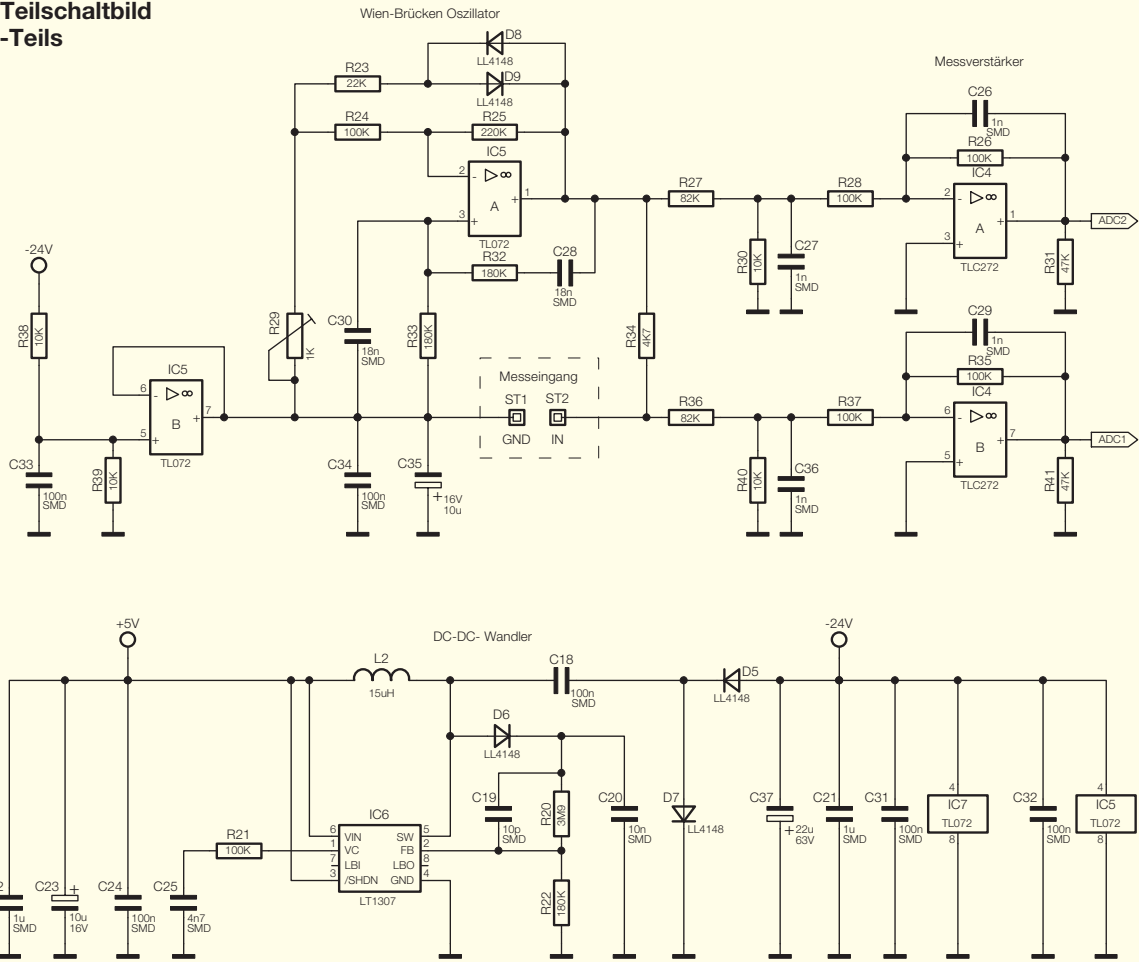 Teilschaltbild
-Teils
Wien-Brücken Oszillator
D8
LL4148
R23
22K
D9
LL4148
R24
100K
R25
220K
IC5
2
-
∞
A
+
1
3
+
TL072
R32
180K
C28
18n
SMD
-24V
R38
10K
R29
1K
C30
18n
SMD
R33
180K
IC5
6
-
∞
B
+
7
5
+
TL072
Messeingang
ST1
ST2
GND
IN
R34
4K7
C33
100n
SMD
R39
10K
C34
100n
SMD
C35
+
16V
10u
Messverstärker
C26
1n
SMD
R26
100K
IC4
R27
82K
R28
100K
2
-
∞
A
+
1
3
+
TLC272
ADC2
R30
10K
C27
1n
SMD
R31
47K
C29
1n
SMD
R35
100K
IC4
R36
82K
R37
100K
6
-
∞
B
+
7
5
+
TLC272
ADC1
R40
10K
C36
1n
SMD
R41
47K
+5V
DC-DC- Wandler
-24V
L2
15uH
C18
100n
SMD
D5
LL4148
D6
LL4148
C19
10p
SMD
R20
3M9
C20
10n
SMD
D7
LL4148
C37
+
22u
63V
C21
1u
SMD
C31
100n
SMD
4
IC7
TL072
8
C32
100n
SMD
4
IC5
TL072
8
IC6
6
VIN
SW
5
1
VC
FB
2
7
LBI
LBO
8
3
/SHDN
GND
4
LT1307
R21
100K
R22
180K
2
1u
SMD
C23
+
10u
16V
C24
100n
SMD
C25
4n7
SMD